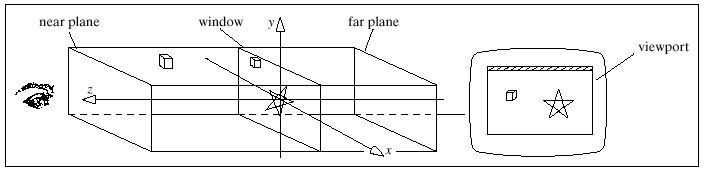 near plane
window
y
far plane
viewport
z
x